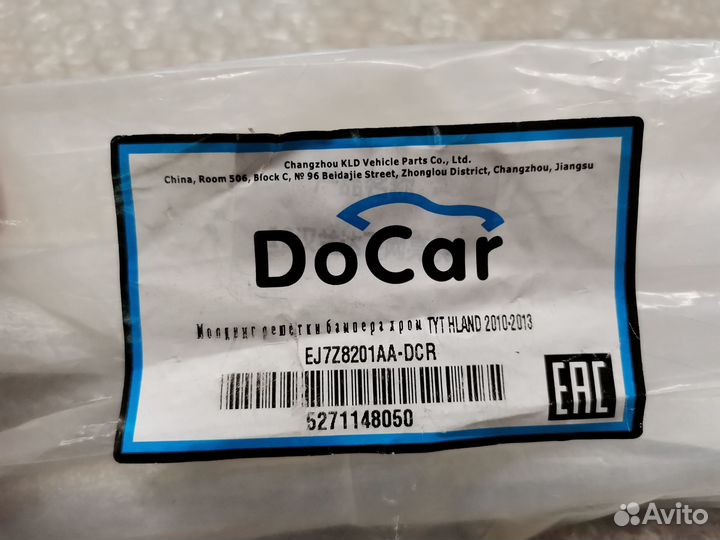 Changzhou KLD Vehicle Parts Co., Ltd.
China, Room 506, Block C, № 96 Beidajie Street, Zhonglou District, Changzhou, Jiangsu
DoCar
Молдинг решётки бампера хром TYT HLAND 2010-2013
EJ7Z8201AA-DCR
5271148050
EAC
Avito